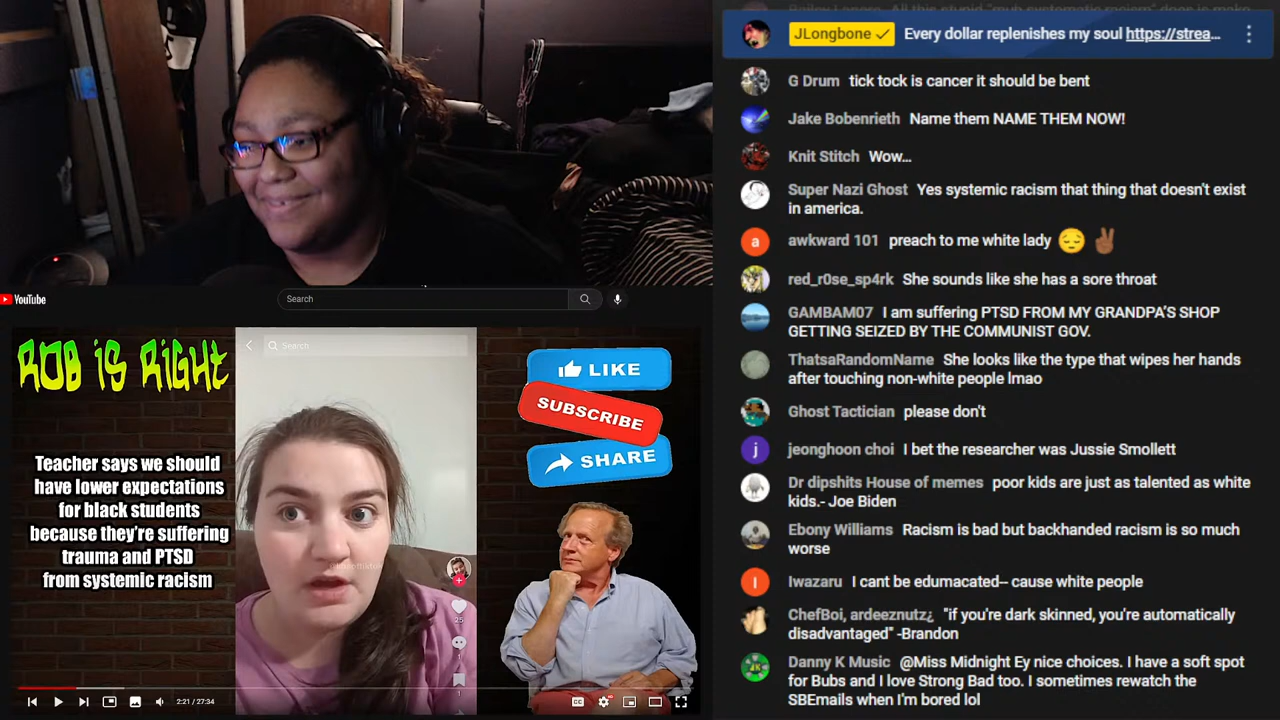 YouTube
Search
ROB iS RiGHT
Search
Teacher says we should
have lower expectations
for black students
because they're suffering
trauma and PTSD
from systemic racism
25
1
1
LIKE
SUBSCRIBE
SHARE
2:21 / 27:34
CC
JLongbone Every dollar replenishes my soul https://strea...
G Drum tick tock is cancer it should be bent
Jake Bobenrieth Name them NAME THEM NOW!
Knit Stitch Wow...
Super Nazi Ghost Yes systemic racism that thing that doesn't exist
in america.
a
awkward 101 preach to me white lady 😔 ✌🏾
red_r0se_sp4rk She sounds like she has a sore throat
GAMBAM07 I am suffering PTSD FROM MY GRANDPA'S SHOP
GETTING SEIZED BY THE COMMUNIST GOV.
ThatsaRandomName She looks like the type that wipes her hands
after touching non-white people lmao
Ghost Tactician please don't
j
jeonghoon choi I bet the researcher was Jussie Smollett
Dr dipshits House of memes poor kids are just as talented as white
kids.- Joe Biden
Ebony Williams Racism is bad but backhanded racism is so much
worse
I
Iwazaru I cant be edumacated-- cause white people
ChefBoi, ardeeznutz¿ "if you're dark skinned, you're automatically
disadvantaged" -Brandon
Danny K Music @Miss Midnight Ey nice choices. I have a soft spot
for Bubs and I love Strong Bad too. I sometimes rewatch the
SBEmails when I'm bored lol